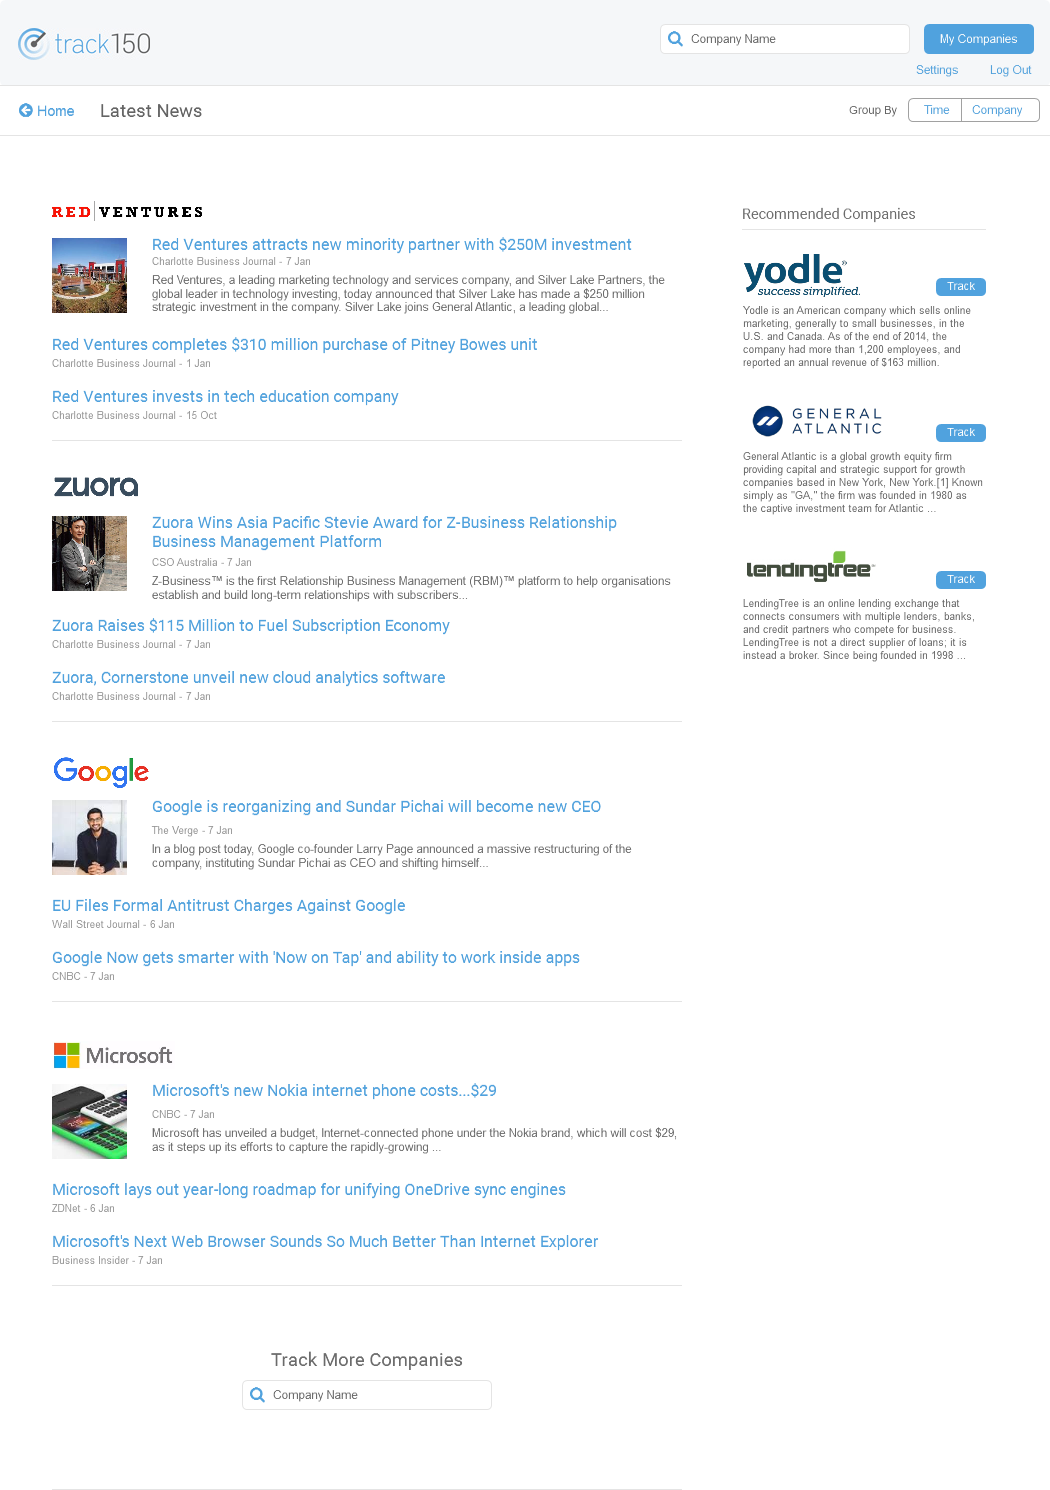 track150
Company Name
My Companies
Settings
Log Out
Home
Latest News
Group By
Time
Company
RED VENTURES
Red Ventures attracts new minority partner with $250M investment
Charlotte Business Journal - 7 Jan
Red Ventures, a leading marketing technology and services company, and Silver Lake Partners, the
global leader in technology investing, today announced that Silver Lake has made a $250 million
strategic investment in the company. Silver Lake joins General Atlantic, a leading global...
Red Ventures completes $310 million purchase of Pitney Bowes unit
Charlotte Business Journal - 1 Jan
Red Ventures invests in tech education company
Charlotte Business Journal - 15 Oct
zuora
Zuora Wins Asia Pacific Stevie Award for Z-Business Relationship
Business Management Platform
CSO Australia - 7 Jan
Z-Business™ is the first Relationship Business Management (RBM)™ platform to help organisations
establish and build long-term relationships with subscribers...
Zuora Raises $115 Million to Fuel Subscription Economy
Charlotte Business Journal - 7 Jan
Zuora, Cornerstone unveil new cloud analytics software
Charlotte Business Journal - 7 Jan
Google
Google is reorganizing and Sundar Pichai will become new CEO
The Verge - 7 Jan
In a blog post today, Google co-founder Larry Page announced a massive restructuring of the
company, instituting Sundar Pichai as CEO and shifting himself...
EU Files Formal Antitrust Charges Against Google
Wall Street Journal - 6 Jan
Google Now gets smarter with 'Now on Tap' and ability to work inside apps
CNBC - 7 Jan
Microsoft
Microsoft's new Nokia internet phone costs...$29
CNBC - 7 Jan
Microsoft has unveiled a budget, Internet-connected phone under the Nokia brand, which will cost $29,
as it steps up its efforts to capture the rapidly-growing ...
Microsoft lays out year-long roadmap for unifying OneDrive sync engines
ZDNet - 6 Jan
Microsoft's Next Web Browser Sounds So Much Better Than Internet Explorer
Business Insider - 7 Jan
Track More Companies
Company Name
Recommended Companies
yodle
success simplified.
Track
Yodle is an American company which sells online
marketing, generally to small businesses, in the
U.S. and Canada. As of the end of 2014, the
company had more than 1,200 employees, and
reported an annual revenue of $163 million.
GENERAL
ATLANTIC
Track
General Atlantic is a global growth equity firm
providing capital and strategic support for growth
companies based in New York, New York.[1] Known
simply as "GA," the firm was founded in 1980 as
the captive investment team for Atlantic ...
lendingtree
Track
LendingTree is an online lending exchange that
connects consumers with multiple lenders, banks,
and credit partners who compete for business.
LendingTree is not a direct supplier of loans; it is
instead a broker. Since being founded in 1998 ...